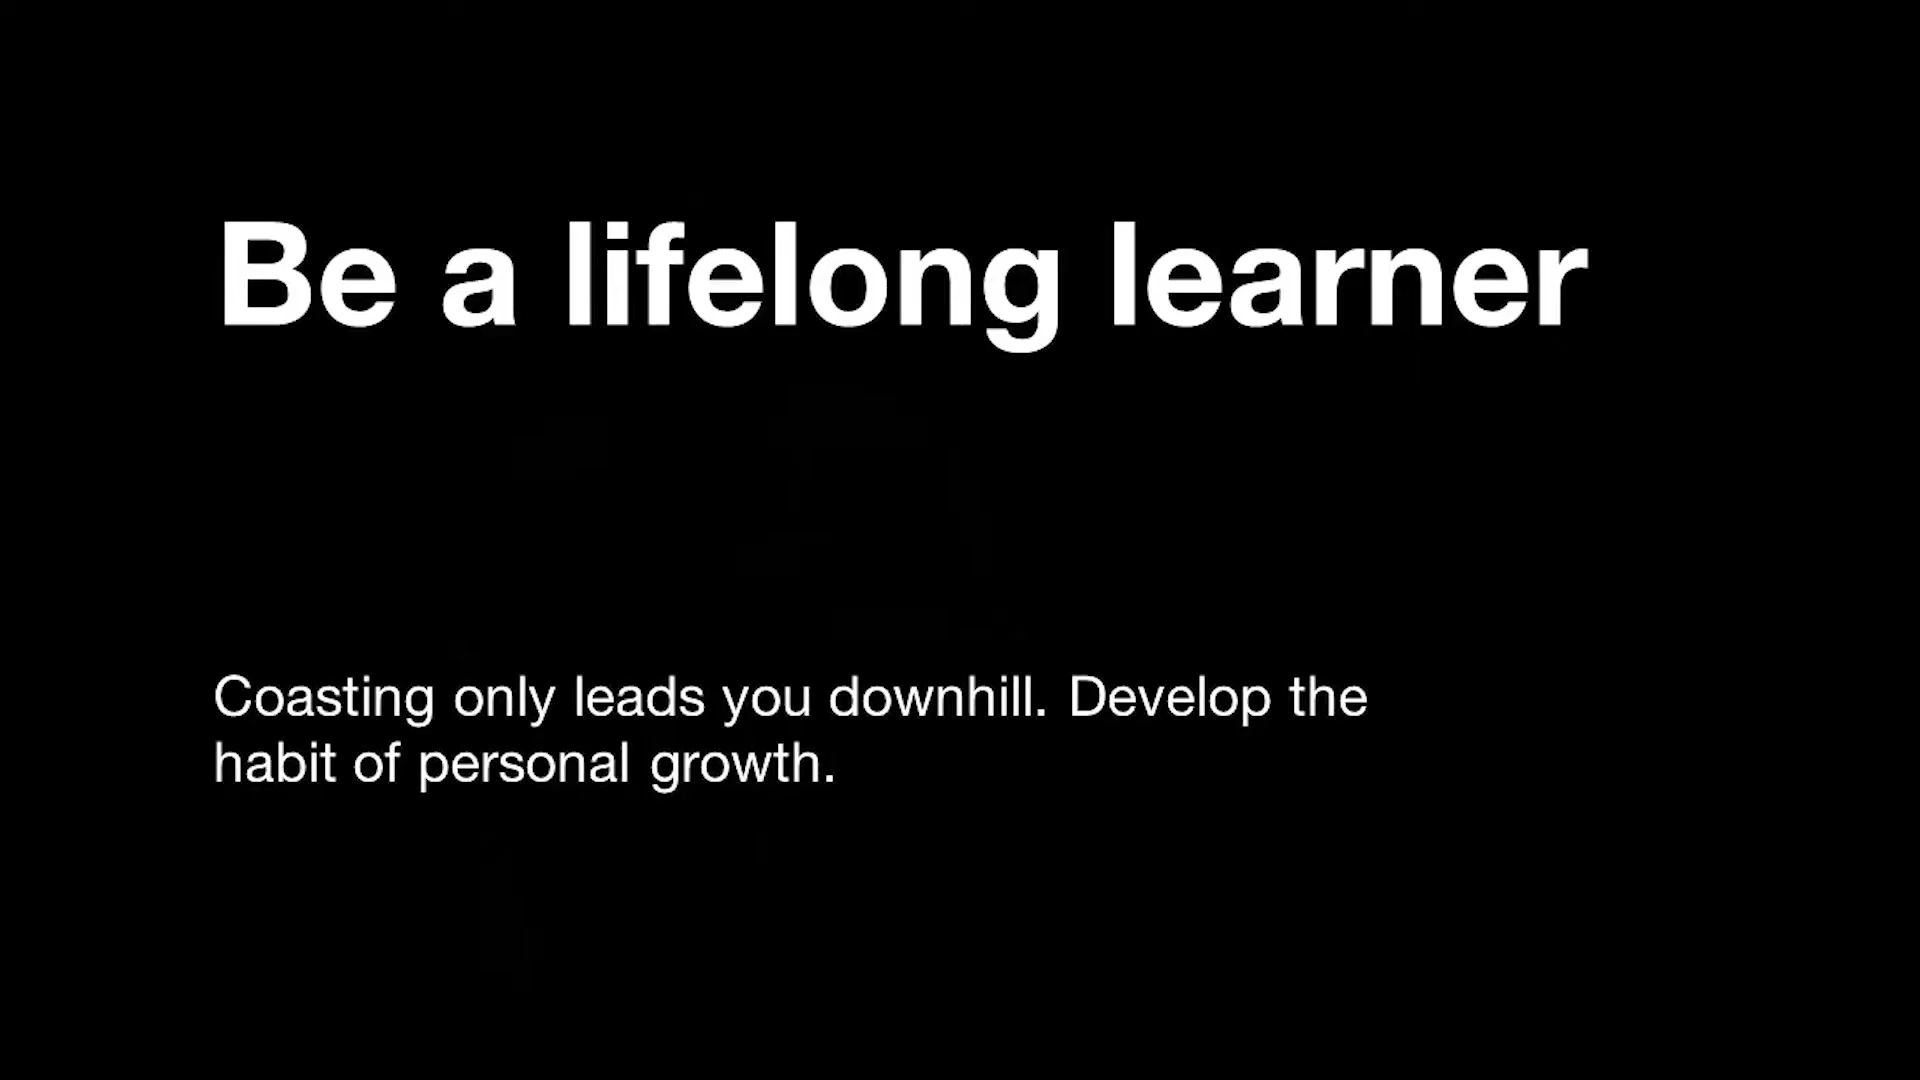 Be a lifelong learner
Coasting only leads you downhill. Develop the
habit of personal growth.